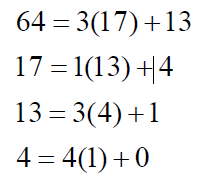 64 = 3(17) + 13
17 = 1(13) + 4
13 = 3(4) + 1
4 = 4(1) + 0